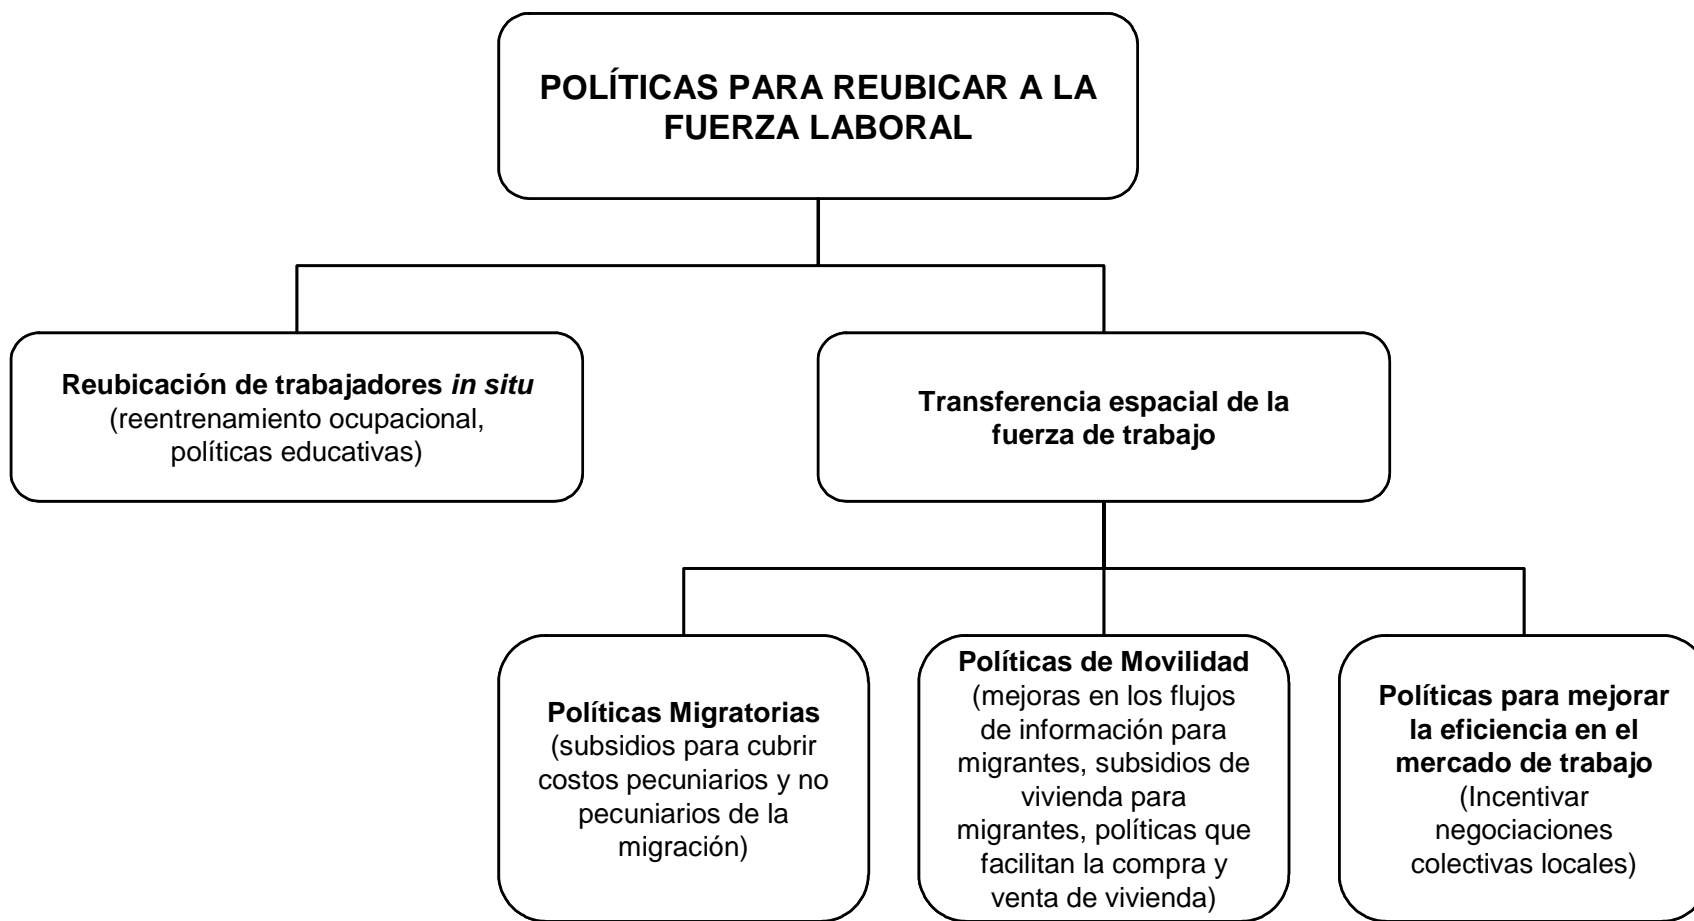 POLÍTICAS PARA REUBICAR A LA
FUERZA LABORAL
Reubicación de trabajadores in situ
(reentrenamiento ocupacional,
políticas educativas)
Transferencia espacial de la
fuerza de trabajo
Políticas Migratorias
(subsidios para cubrir
costos pecuniarios y no
pecuniarios de la
migración)
Políticas de Movilidad
(mejoras en los flujos
de información para
migrantes, subsidios de
vivienda para
migrantes, políticas que
facilitan la compra y
venta de vivienda)
Políticas para mejorar
la eficiencia en el
mercado de trabajo
(Incentivar
negociaciones
colectivas locales)